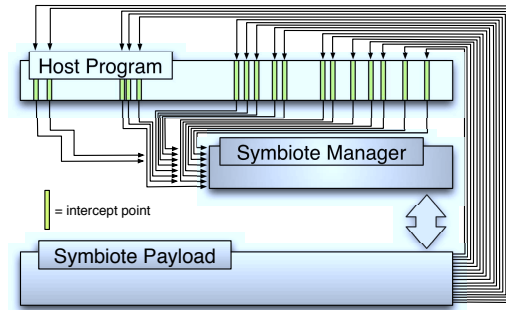 Host Program
Symbiote Manager
= intercept point
Symbiote Payload